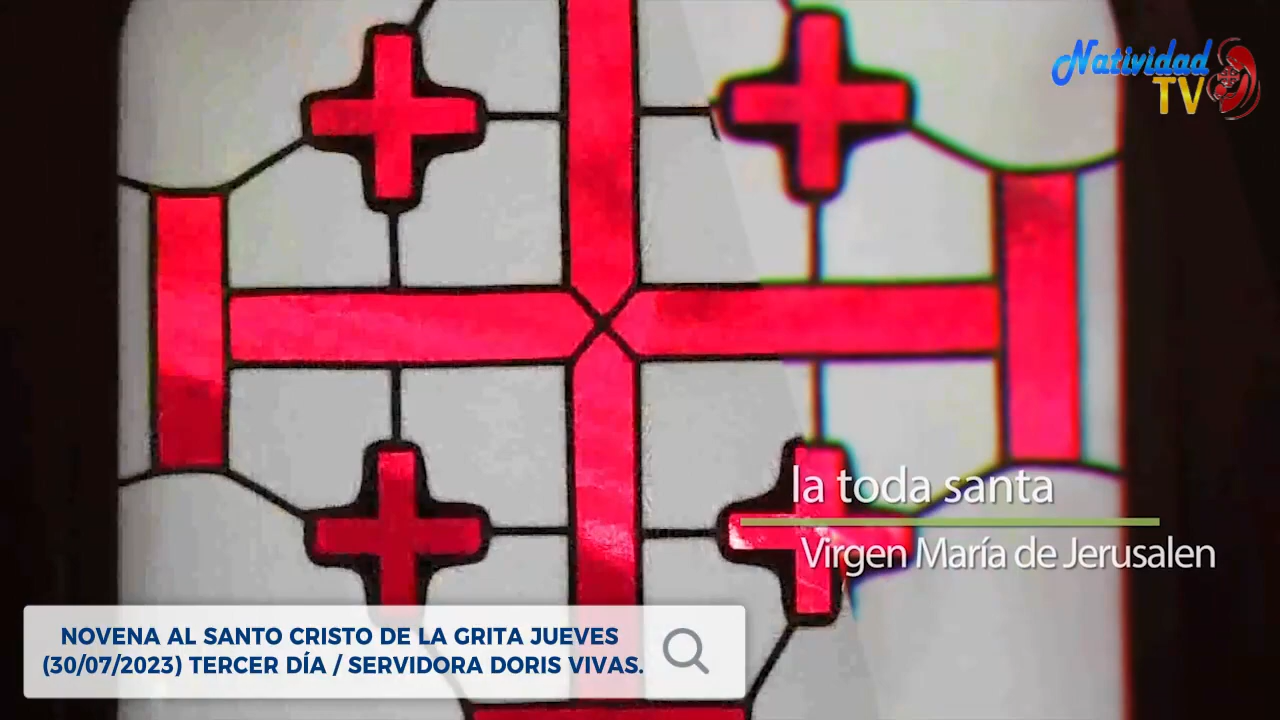 Natividad
TV
la toda santa
Virgen María de Jerusalen
NOVENA AL SANTO CRISTO DE LA GRITA JUEVES
(30/07/2023) TERCER DÍA / SERVIDORA DORIS VIVAS.